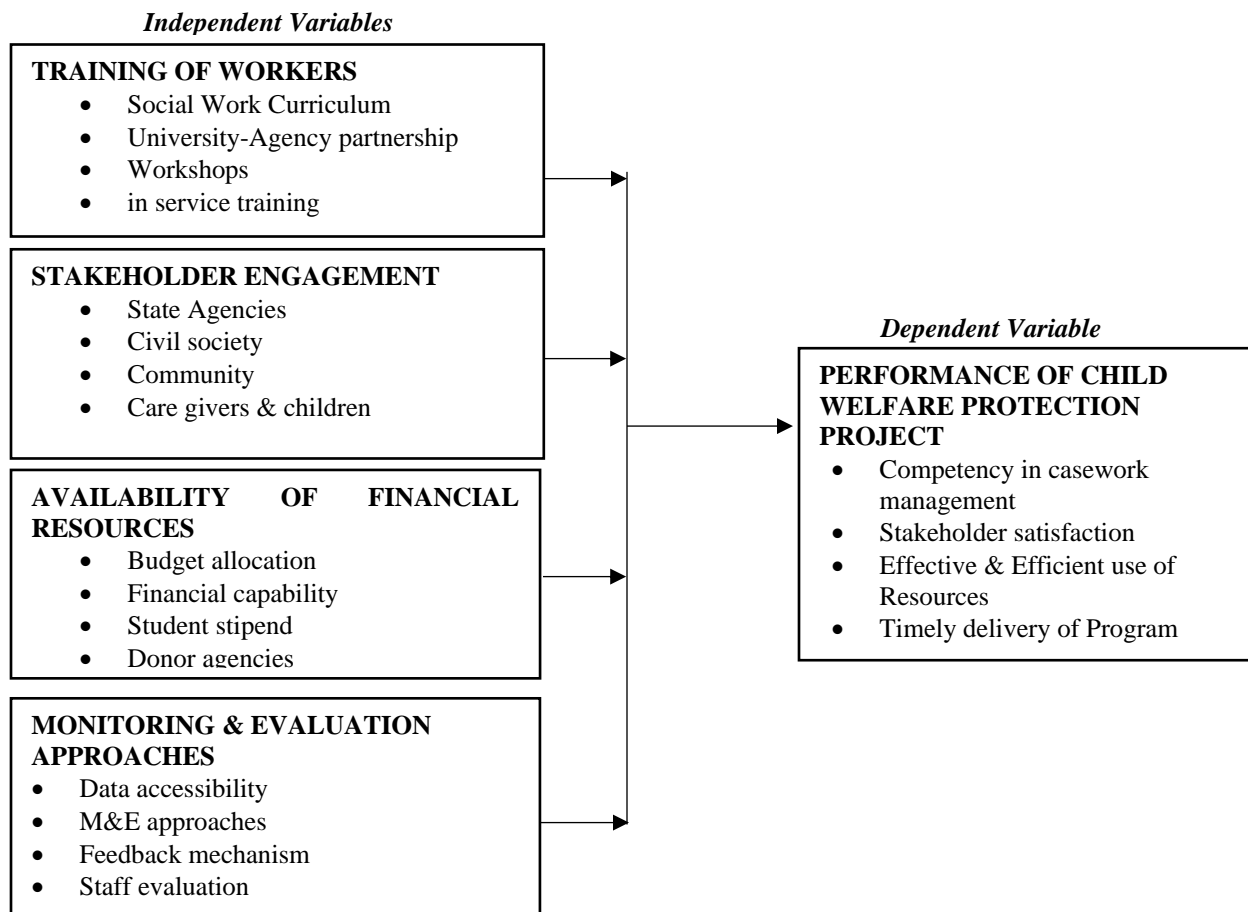 Independent Variables
TRAINING OF WORKERS
• Social Work Curriculum
• University-Agency partnership
• Workshops
• in service training
STAKEHOLDER ENGAGEMENT
• State Agencies
• Civil society
• Community
• Care givers & children
AVAILABILITY OF FINANCIAL
RESOURCES
• Budget allocation
• Financial capability
• Student stipend
• Donor agencies
MONITORING & EVALUATION
APPROACHES
• Data accessibility
• M&E approaches
• Feedback mechanism
• Staff evaluation
Dependent Variable
PERFORMANCE OF CHILD
WELFARE PROTECTION
PROJECT
• Competency in casework
management
• Stakeholder satisfaction
• Effective & Efficient use of
Resources
• Timely delivery of Program